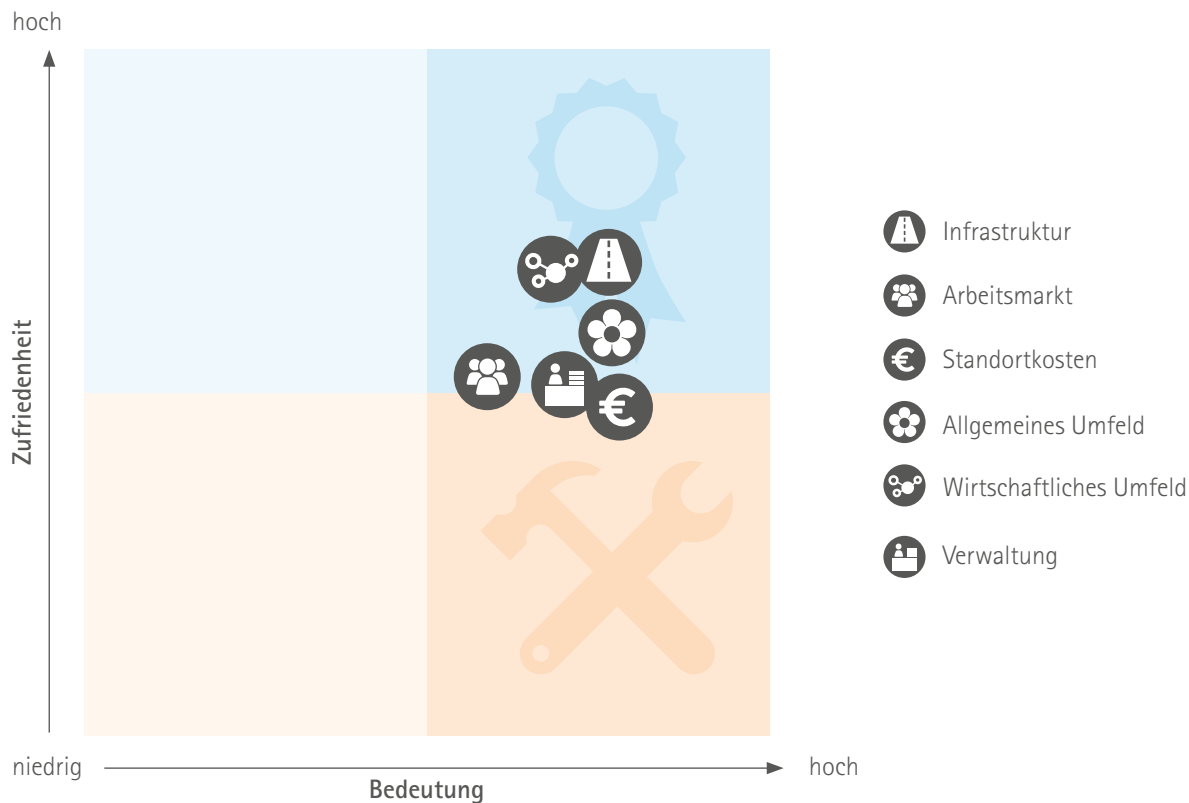 hoch
Zufriedenheit
Infrastruktur
Arbeitsmarkt
€ Standortkosten
€
Allgemeines Umfeld
Wirtschaftliches Umfeld
Verwaltung
niedrig
hoch
Bedeutung